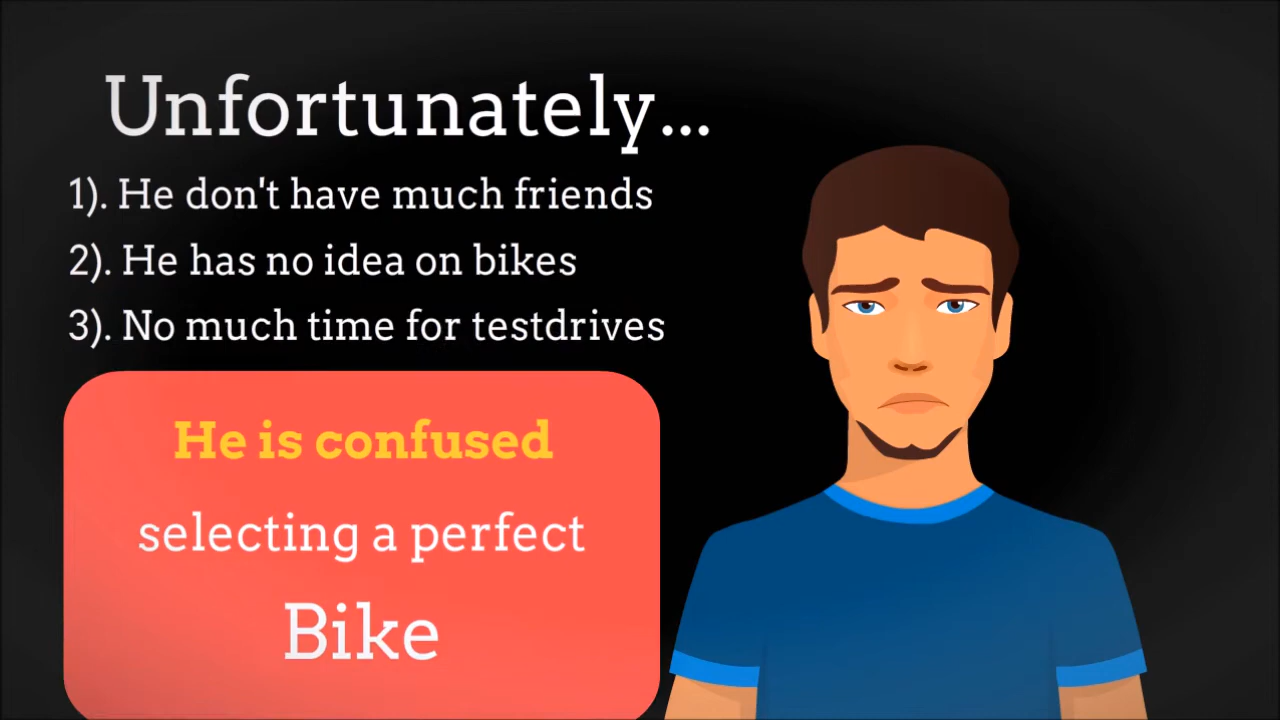 Unfortunately...
1). He don't have much friends
2). He has no idea on bikes
3). No much time for testdrives
He is confused
selecting a perfect
Bike